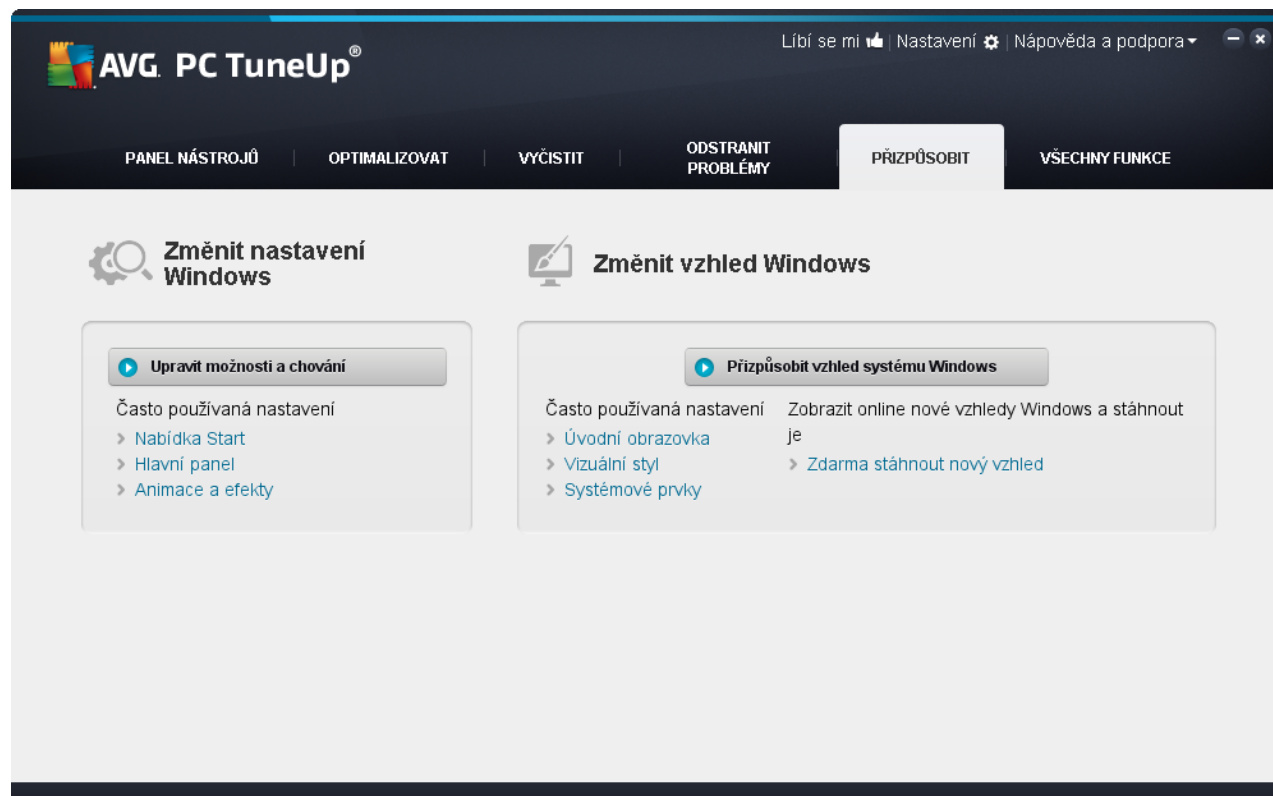 Líbí se mi | Nastavení | Nápověda a podpora
AVG. PC TuneUp®
PANEL NÁSTROJŮ
OPTIMALIZOVAT
VYČISTIT
ODSTRANIT
PROBLÉMY
PŘIZPŮSOBIT
VŠECHNY FUNKCE
Změnit nastavení
Windows
Upravit možnosti a chování
Často používaná nastavení
Nabídka Start
Hlavní panel
Animace a efekty
Změnit vzhled Windows
Přizpůsobit vzhled systému Windows
Často používaná nastavení
Úvodní obrazovka
Vizuální styl
Systémové prvky
Zobrazit online nové vzhledy Windows a stáhnout
je
Zdarma stáhnout nový vzhled